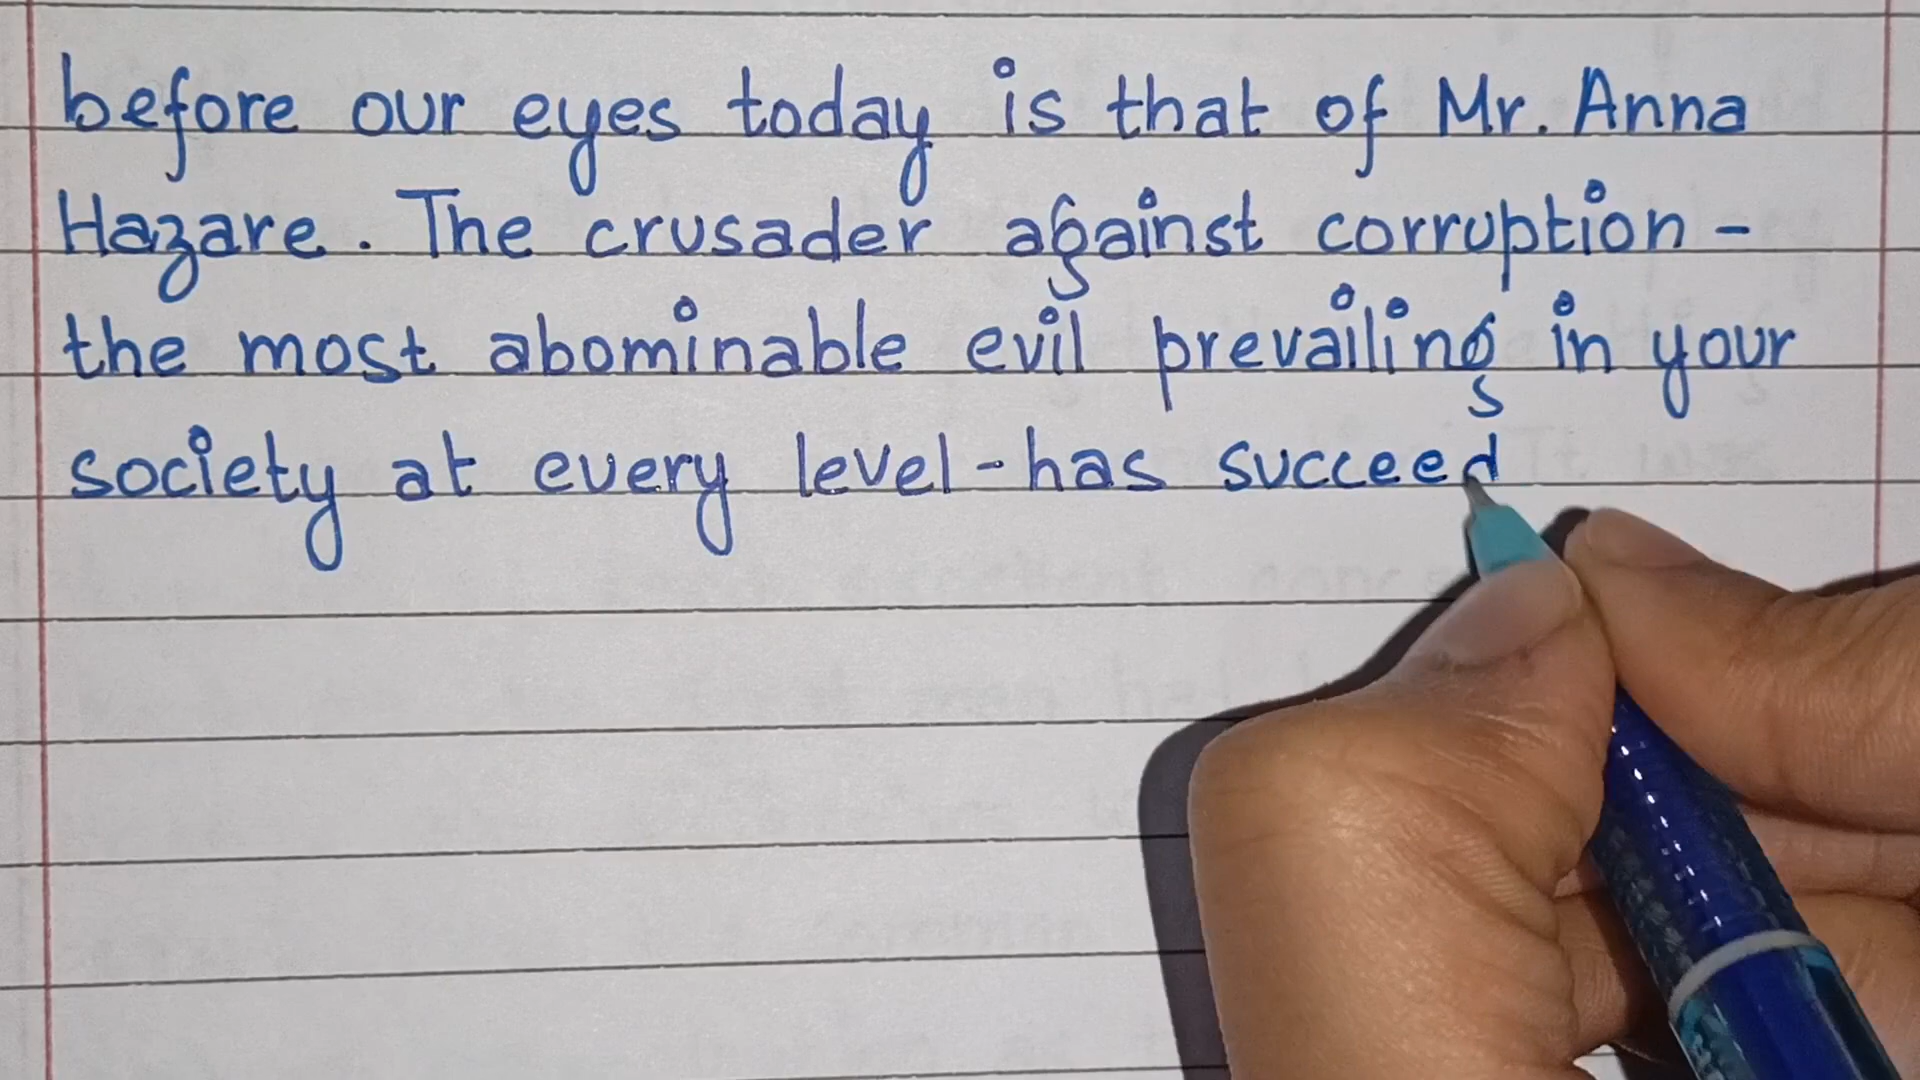 before our eyes today is that of Mr. Anna
Hazare. The crusader against corruption -
the most abominable evil prevailing in your
society at every level - has succeed